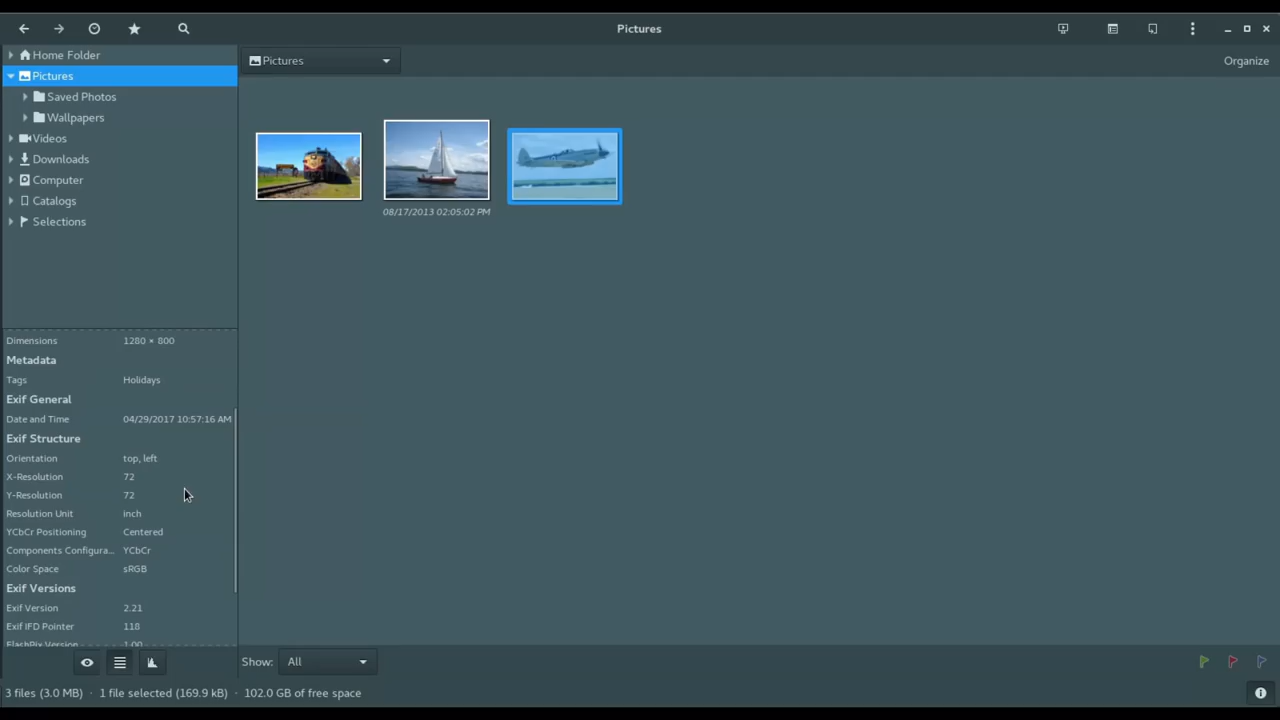 Pictures
Home Folder
Pictures
Saved Photos
Wallpapers
Videos
Downloads
Computer
Catalogs
Selections
Pictures
Organize
08/17/2013 02:05:02 PM
Dimensions 1280 × 800
Metadata
Tags Holidays
Exif General
Date and Time 04/29/2017 10:57:16 AM
Exif Structure
Orientation top, left
X-Resolution 72
Y-Resolution 72
Resolution Unit inch
YCbCr Positioning Centered
Components Configura... YCbCr
Color Space sRGB
Exif Versions
Exif Version 2.21
Exif IFD Pointer 118
FlashPix Version 1.00
Show: All
3 files (3.0 MB) · 1 file selected (169.9 kB) · 102.0 GB of free space